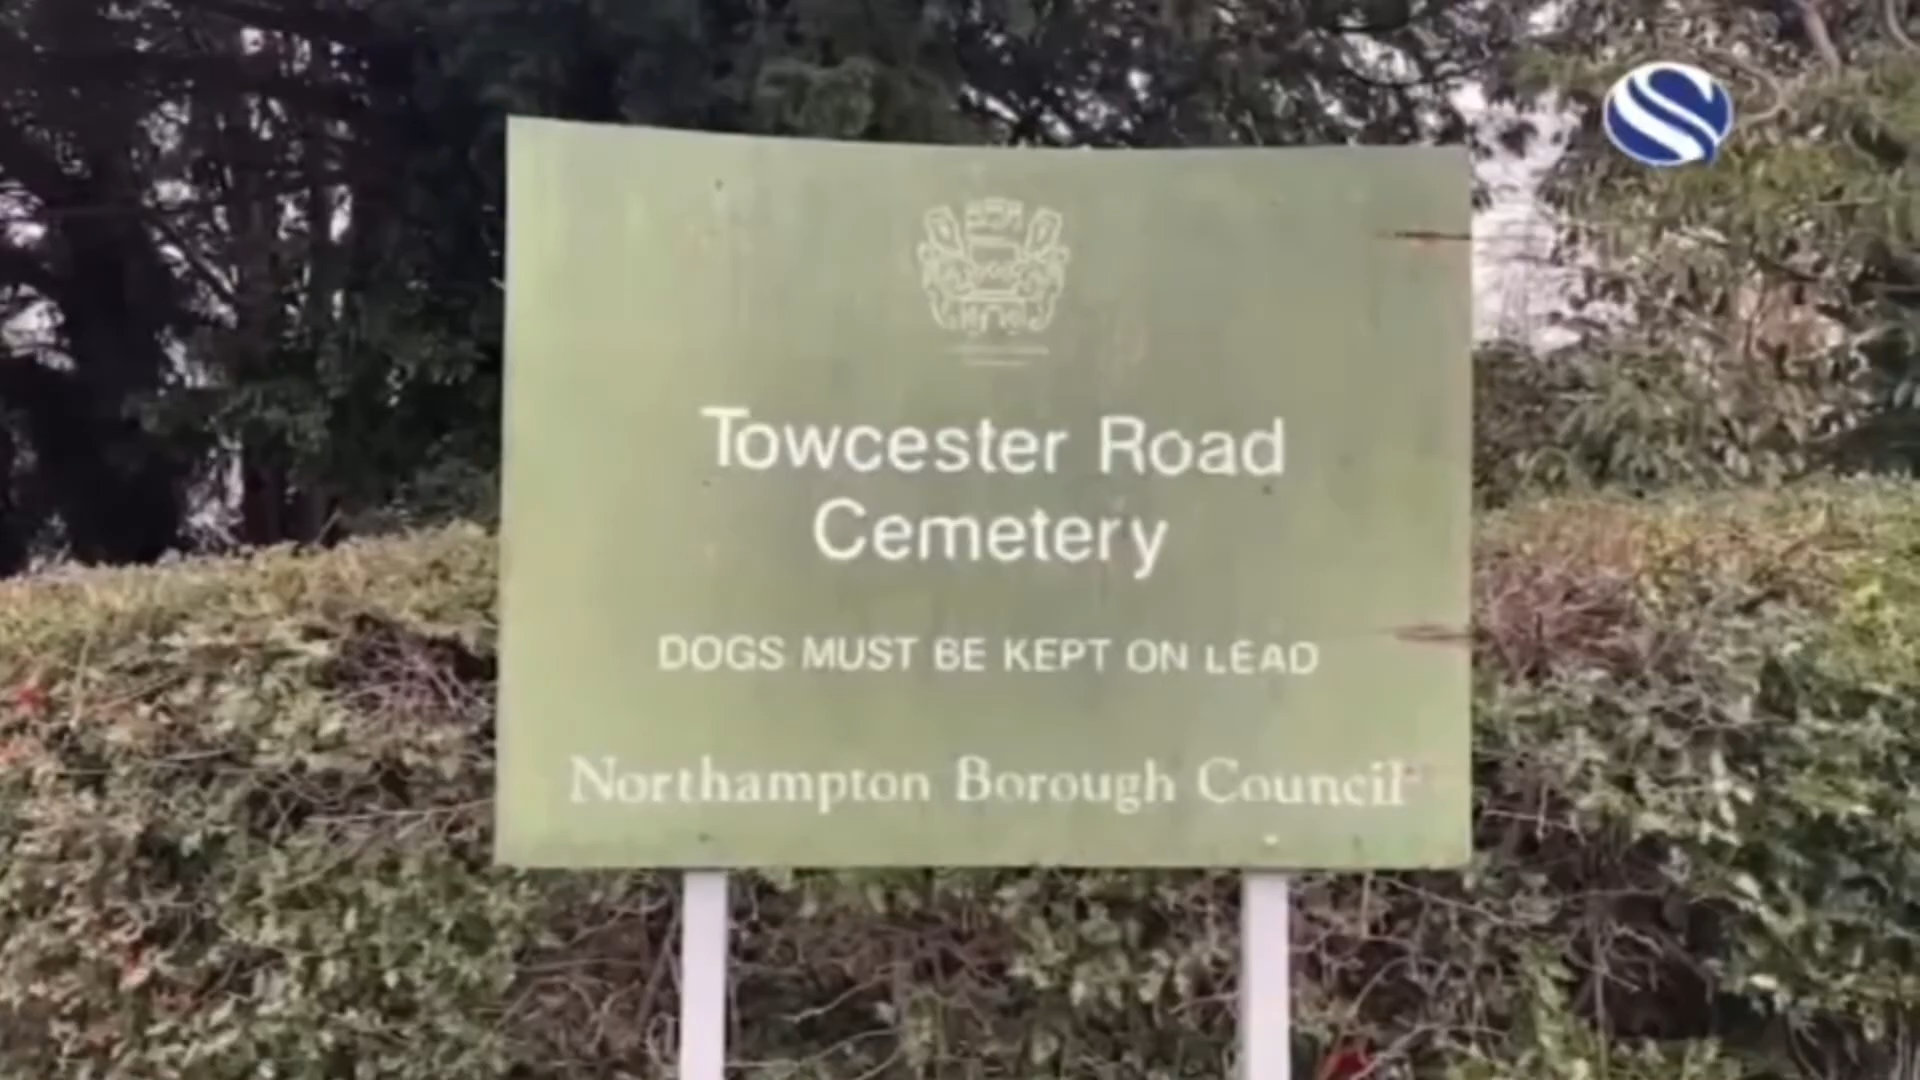 Towcester Road
Cemetery
DOGS MUST BE KEPT ON LEAD
Northampton Borough Council